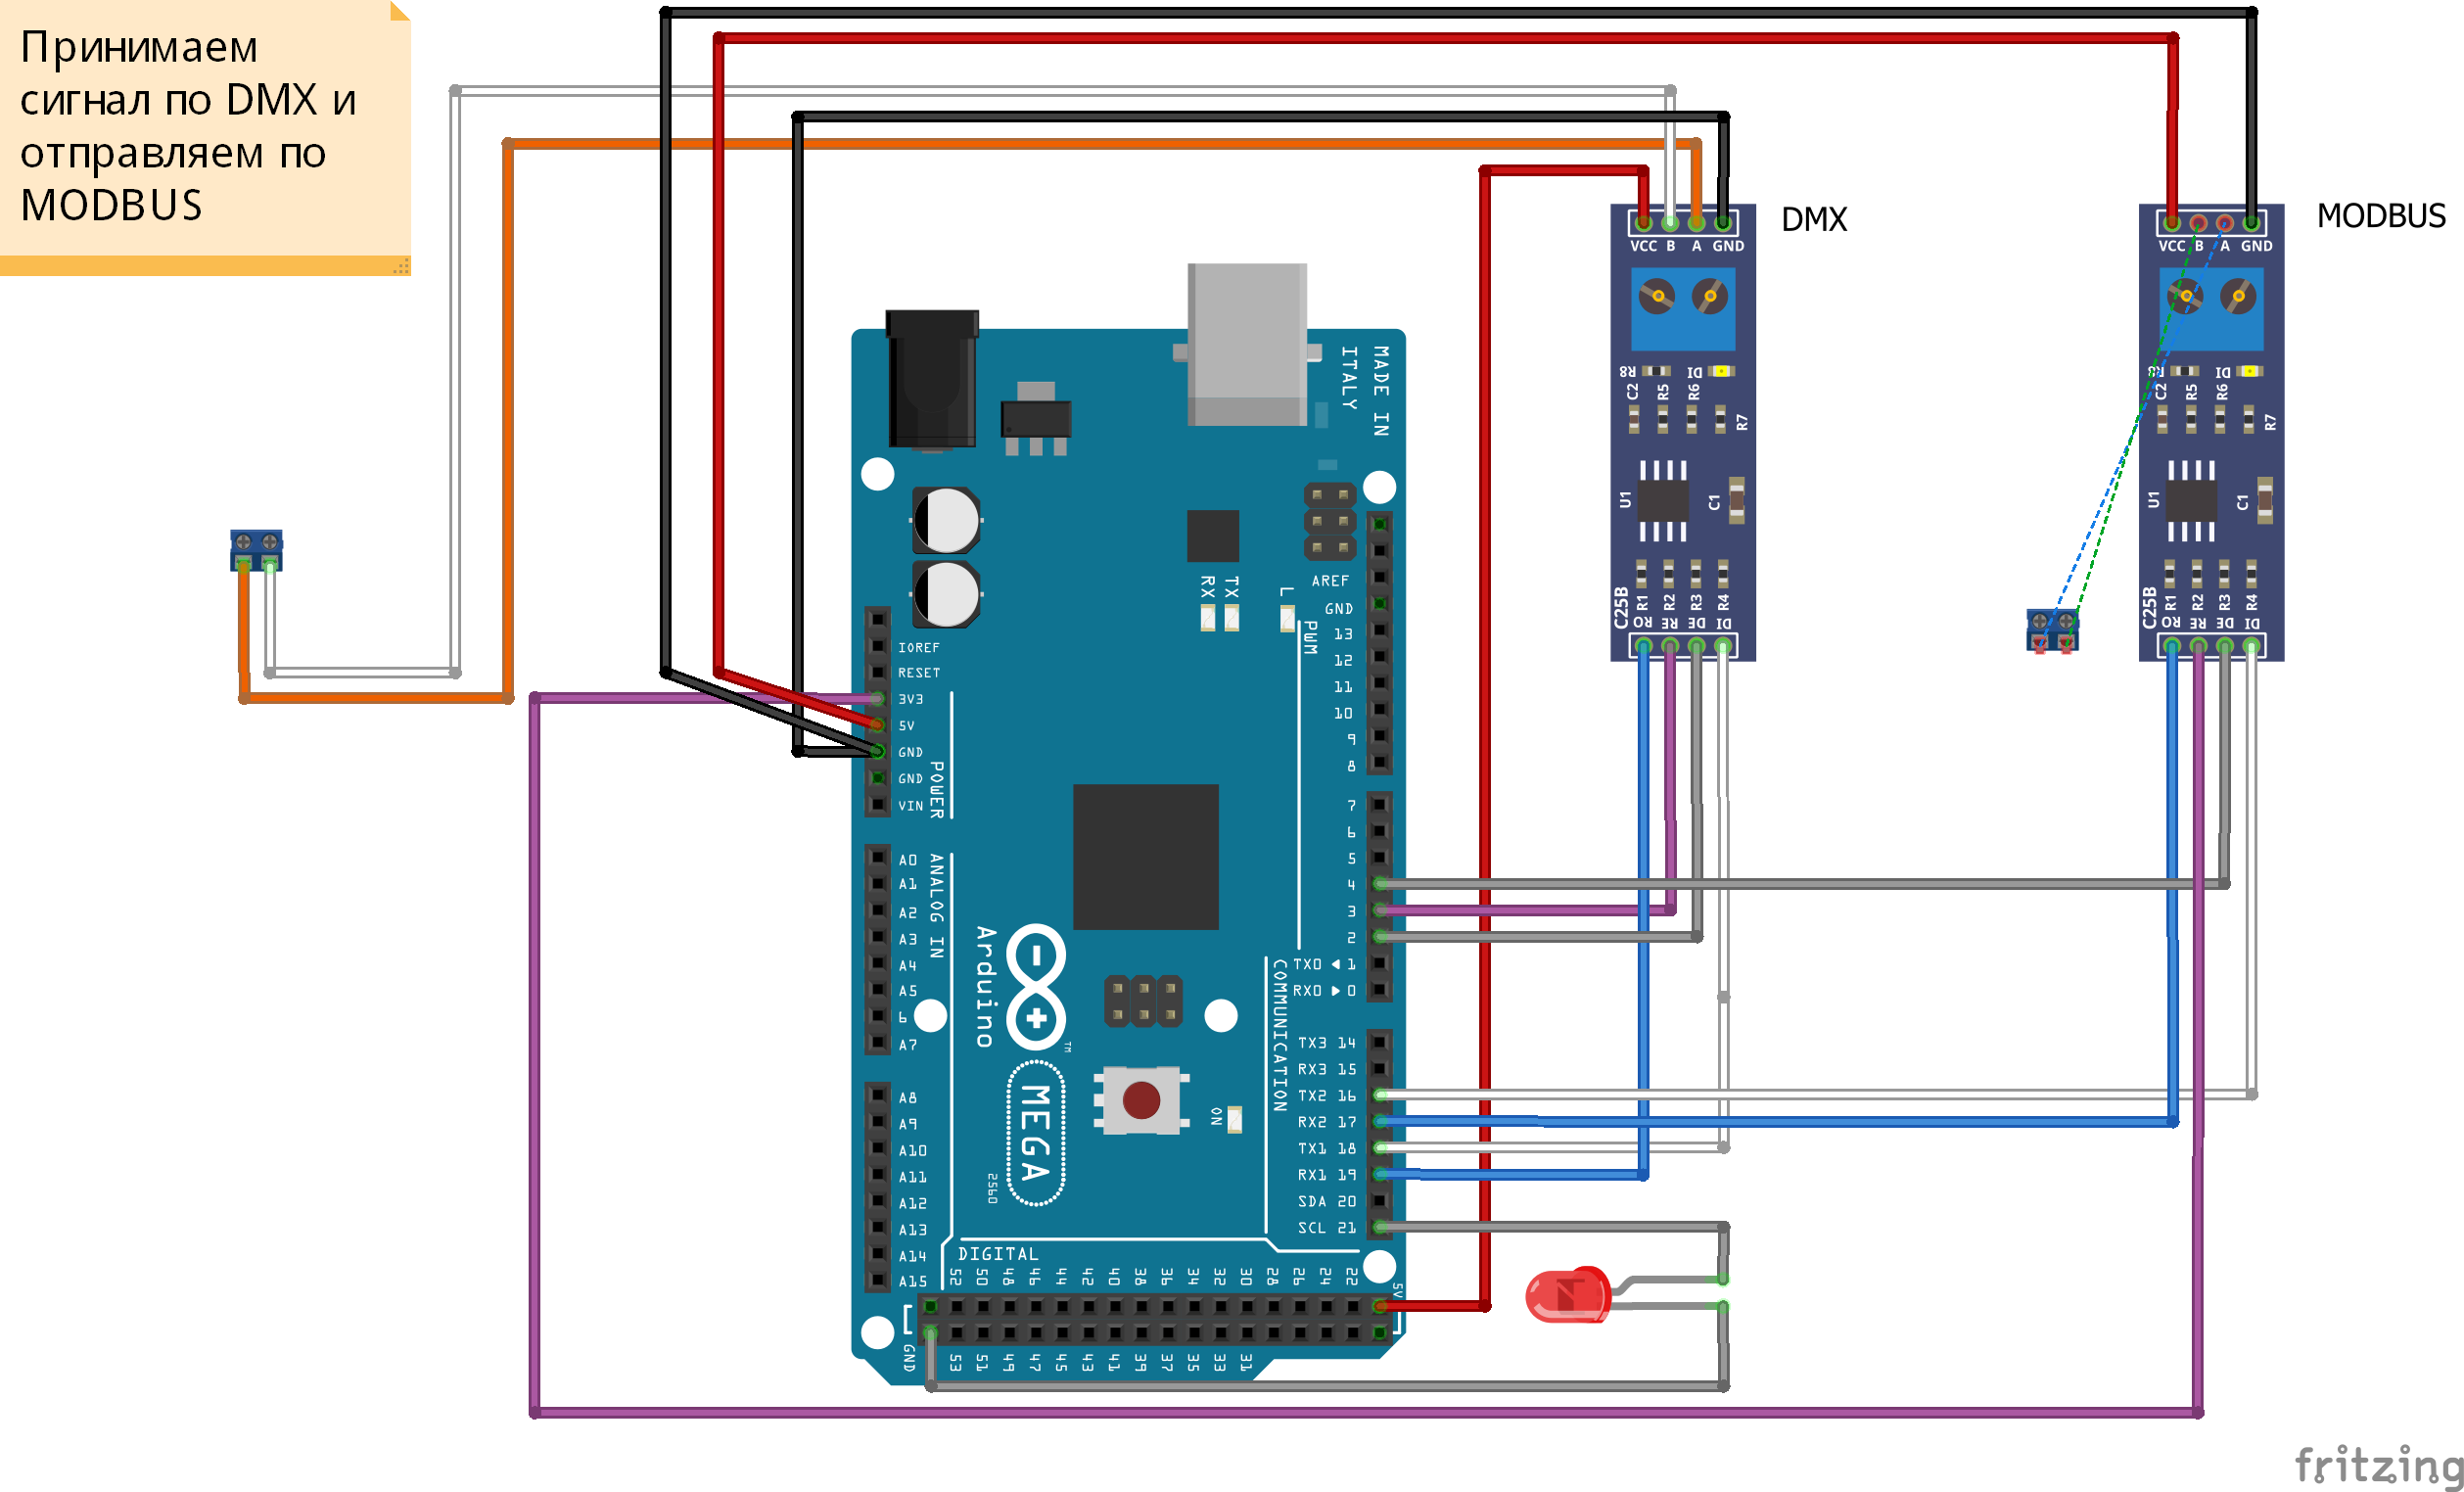 Принимаем
сигнал по DMX и
отправляем по
MODBUS
DMX
MODBUS
VCC B A GND
VCC B A GND
R8 DI
C2 R5 R6 R7
U1 C1
C25B
R1 R2 R3 R4
RO RE DE DI
R8 DI
C2 R5 R6 R7
U1 C1
C25B
R1 R2 R3 R4
RO RE DE DI
MADE IN
ITALY
RX TX L
AREF
GND
13
12
11
10
9
8
PWM
7
6
5
4
3
2
TX0 1
RX0 0
COMMUNICATION
TX3 14
RX3 15
TX2 16
RX2 17
TX1 18
RX1 19
SDA 20
SCL 21
IOREF
RESET
3V3
5V
GND
GND
VIN
POWER
A0
A1
A2
A3
A4
A5
6
A7
ANALOG IN
A8
A9
A10
A11
A12
A13
A14
A15
Arduino
TM
MEGA
2560
ON
DIGITAL
52 50 48 46 44 42 40 38 36 34 32 30 28 26 24 22
5V
GND
53 51 49 47 45 43 41 39 37 35 33 31
fritzing